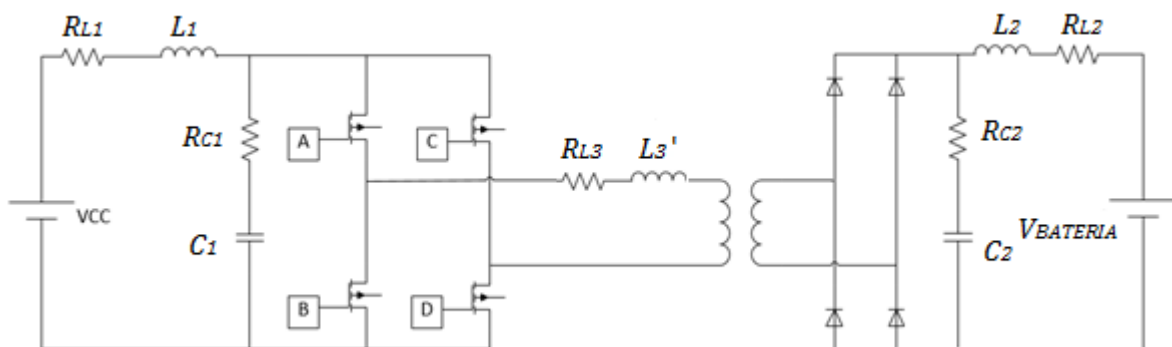 RL1 L1 L2 RL2
RC1 A C RL3 L3' RC2
VCC C1 VBATERIA C2
B D